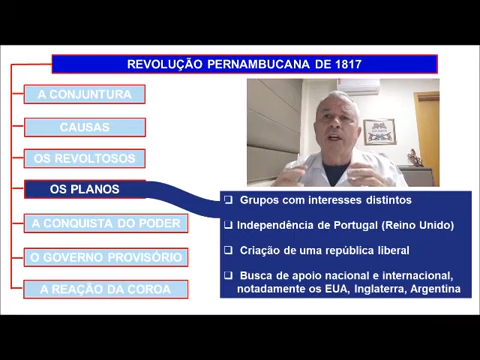 REVOLUÇÃO PERNAMBUCANA DE 1817
A CONJUNTURA
CAUSAS
OS REVOLTOSOS
OS PLANOS
A CONQUISTA DO PODER
O GOVERNO PROVISÓRIO
A REAÇÃO DA COROA
Grupos com interesses distintos
Independência de Portugal (Reino Unido)
Criação de uma república liberal
Busca de apoio nacional e internacional,
notadamente os EUA, Inglaterra, Argentina